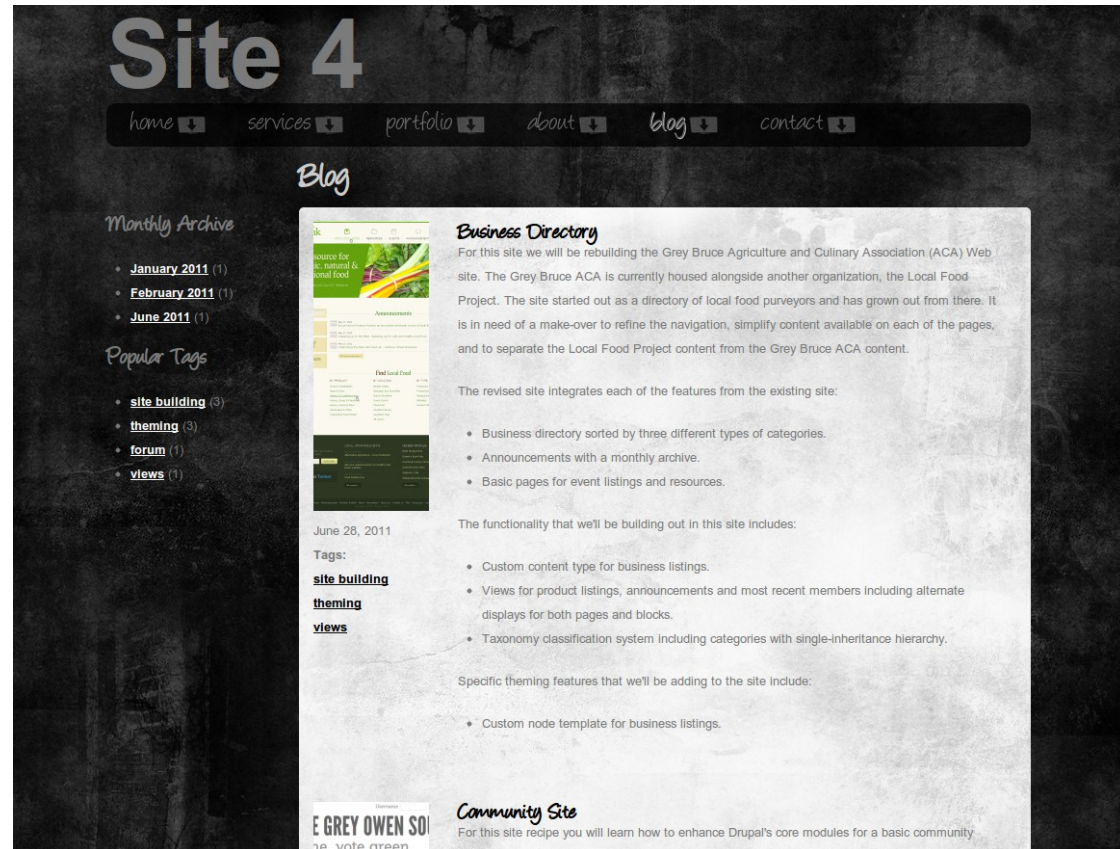 Site 4
home services portfolio about blog contact
Blog
Monthly Archive
January 2011 (1)
February 2011 (1)
June 2011 (1)
Popular Tags
site building (3)
theming (3)
forum (1)
views (1)
source for
natural &
food
Announcements
Find Local Food
June 28, 2011
Tags:
site building
theming
views
Business Directory
For this site we will be rebuilding the Grey Bruce Agriculture and Culinary Association (ACA) Web
site. The Grey Bruce ACA is currently housed alongside another organization, the Local Food
Project. The site started out as a directory of local food purveyors and has grown out from there. It
is in need of a make-over to refine the navigation, simplify content available on each of the pages,
and to separate the Local Food Project content from the Grey Bruce ACA content.
The revised site integrates each of the features from the existing site:
Business directory sorted by three different types of categories.
Announcements with a monthly archive.
Basic pages for event listings and resources.
The functionality that we'll be building out in this site includes:
Custom content type for business listings.
Views for product listings, announcements and most recent members including alternate
displays for both pages and blocks.
Taxonomy classification system including categories with single-inheritance hierarchy.
Specific theming features that we'll be adding to the site include:
Custom node template for business listings.
E GREY OWEN SOU
ne, vote green
Community Site
For this site recipe you will learn how to enhance Drupal's core modules for a basic community